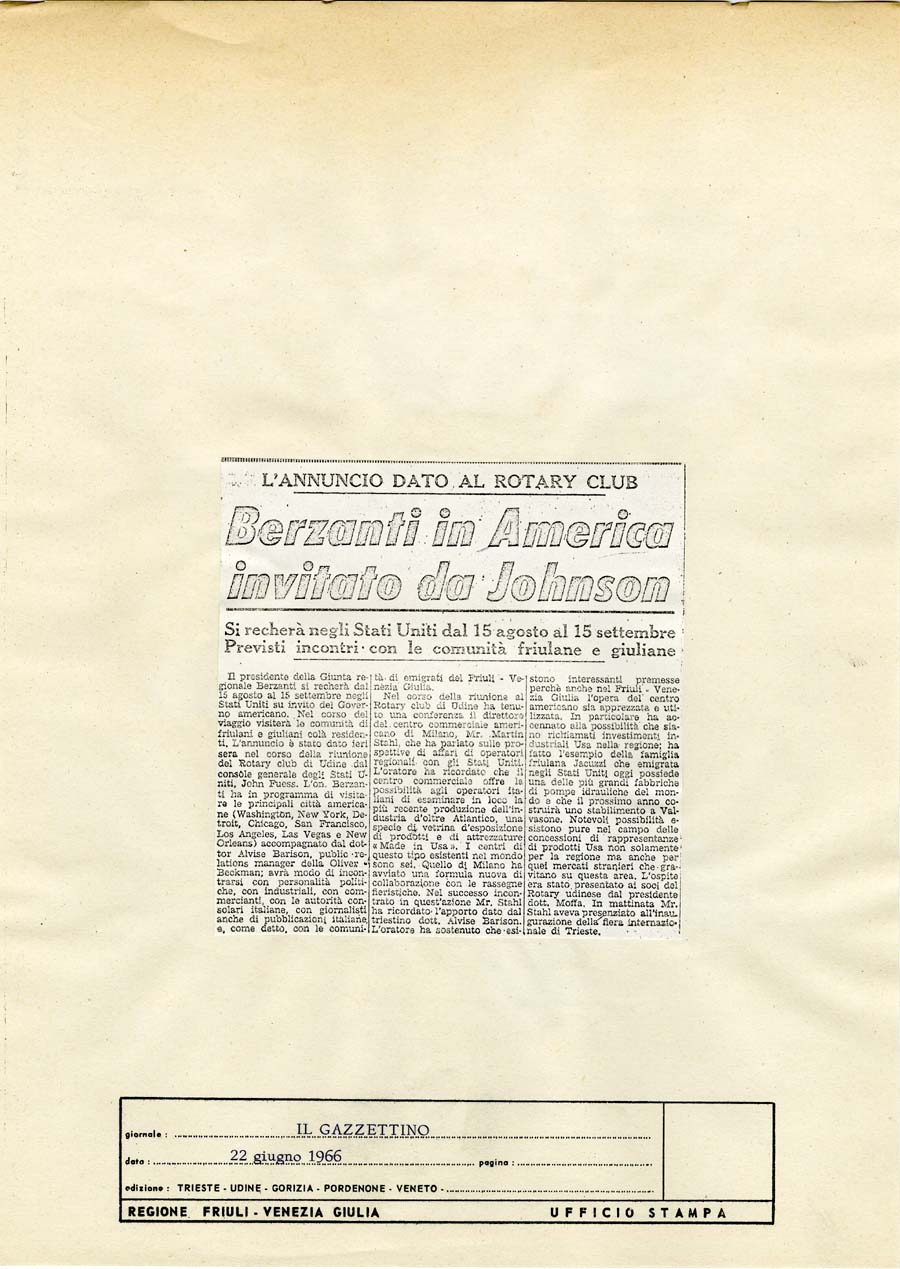 L'ANNUNCIO DATO AL ROTARY CLUB
Berzanti in America
invitato da Johnson
Si recherà negli Stati Uniti dal 15 agosto al 15 settembre
Previsti incontri con le comunità friulane e giuliane
Il presidente della Giunta re-
gionale Berzanti si recherà dal
15 agosto al 15 settembre negli
Stati Uniti su invito del Gover-
no americano. Nel corso del
viaggio visiterà le comunità di
friulani e giuliani colà residen-
ti. L'annuncio è stato dato ieri
sera nel corso della riunione
del Rotary club di Udine dal
console generale degli Stati U-
niti, John Fuess. L'on. Berzan-
ti ha in programma di visita-
re le principali città america-
ne (Washington, New York, De-
troit, Chicago, San Francisco,
Los Angeles, Las Vegas e New
Orleans) accompagnato dal dot-
tor Alvise Barison, public re-
lations manager della Oliver
Beckman; avrà modo di incon-
trarsi con personalità politi-
che, con industriali, con com-
mercianti, con le autorità con-
solari italiane, con giornalisti
anche di pubblicazioni italiane
e, come detto, con le comuni-
tà di emigrati del Friuli - Ve-
nezia Giulia.
Nel corso della riunione al
Rotary club di Udine ha tenu-
to una conferenza il direttore
del centro commerciale ameri-
cano di Milano, Mr. Martin
Stahl, che ha parlato sulle pro-
spettive di affari di operatori
regionali con gli Stati Uniti.
L'oratore ha ricordato che il
centro commerciale offre la
possibilità agli operatori ita-
liani di esaminare in loco la
più recente produzione dell'in-
dustria d'oltre Atlantico, una
specie di vetrina d'esposizione
di prodotti e di attrezzature
« Made in Usa ». I centri di
questo tipo esistenti nel mondo
sono sei. Quello di Milano ha
avviato una formula nuova di
collaborazione con le rassegne
fieristiche. Nel successo incon-
trato in quest'azione Mr. Stahl
ha ricordato l'apporto dato dal
triestino dott. Alvise Barison.
L'oratore ha sostenuto che esi-
stono interessanti premesse
perchè anche nel Friuli - Vene-
zia Giulia l'opera del centro
americano sia apprezzata e uti-
lizzata. In particolare ha ac-
cennato alla possibilità che sia-
no richiamati investimenti in-
dustriali Usa nella regione; ha
fatto l'esempio della famiglia
friulana Jacuzzi che emigrata
negli Stati Uniti oggi possiede
una delle più grandi fabbriche
di pompe idrauliche del mon-
do e che il prossimo anno co-
struirà uno stabilimento a Val-
vasone. Notevoli possibilità e-
sistono pure nel campo delle
concessioni di rappresentanze
di prodotti Usa non solamente
per la regione ma anche per
quei mercati stranieri che gra-
vitano su questa area. L'ospite
era stato presentato ai soci del
Rotary udinese dal presidente
dott. Moffa. In mattinata Mr.
Stahl aveva presenziato all'inau-
gurazione della fiera internazio-
nale di Trieste.
giornale : IL GAZZETTINO
data : 22 giugno 1966 pagina :
edizione : TRIESTE - UDINE - GORIZIA - PORDENONE - VENETO -
REGIONE FRIULI - VENEZIA GIULIA UFFICIO STAMPA